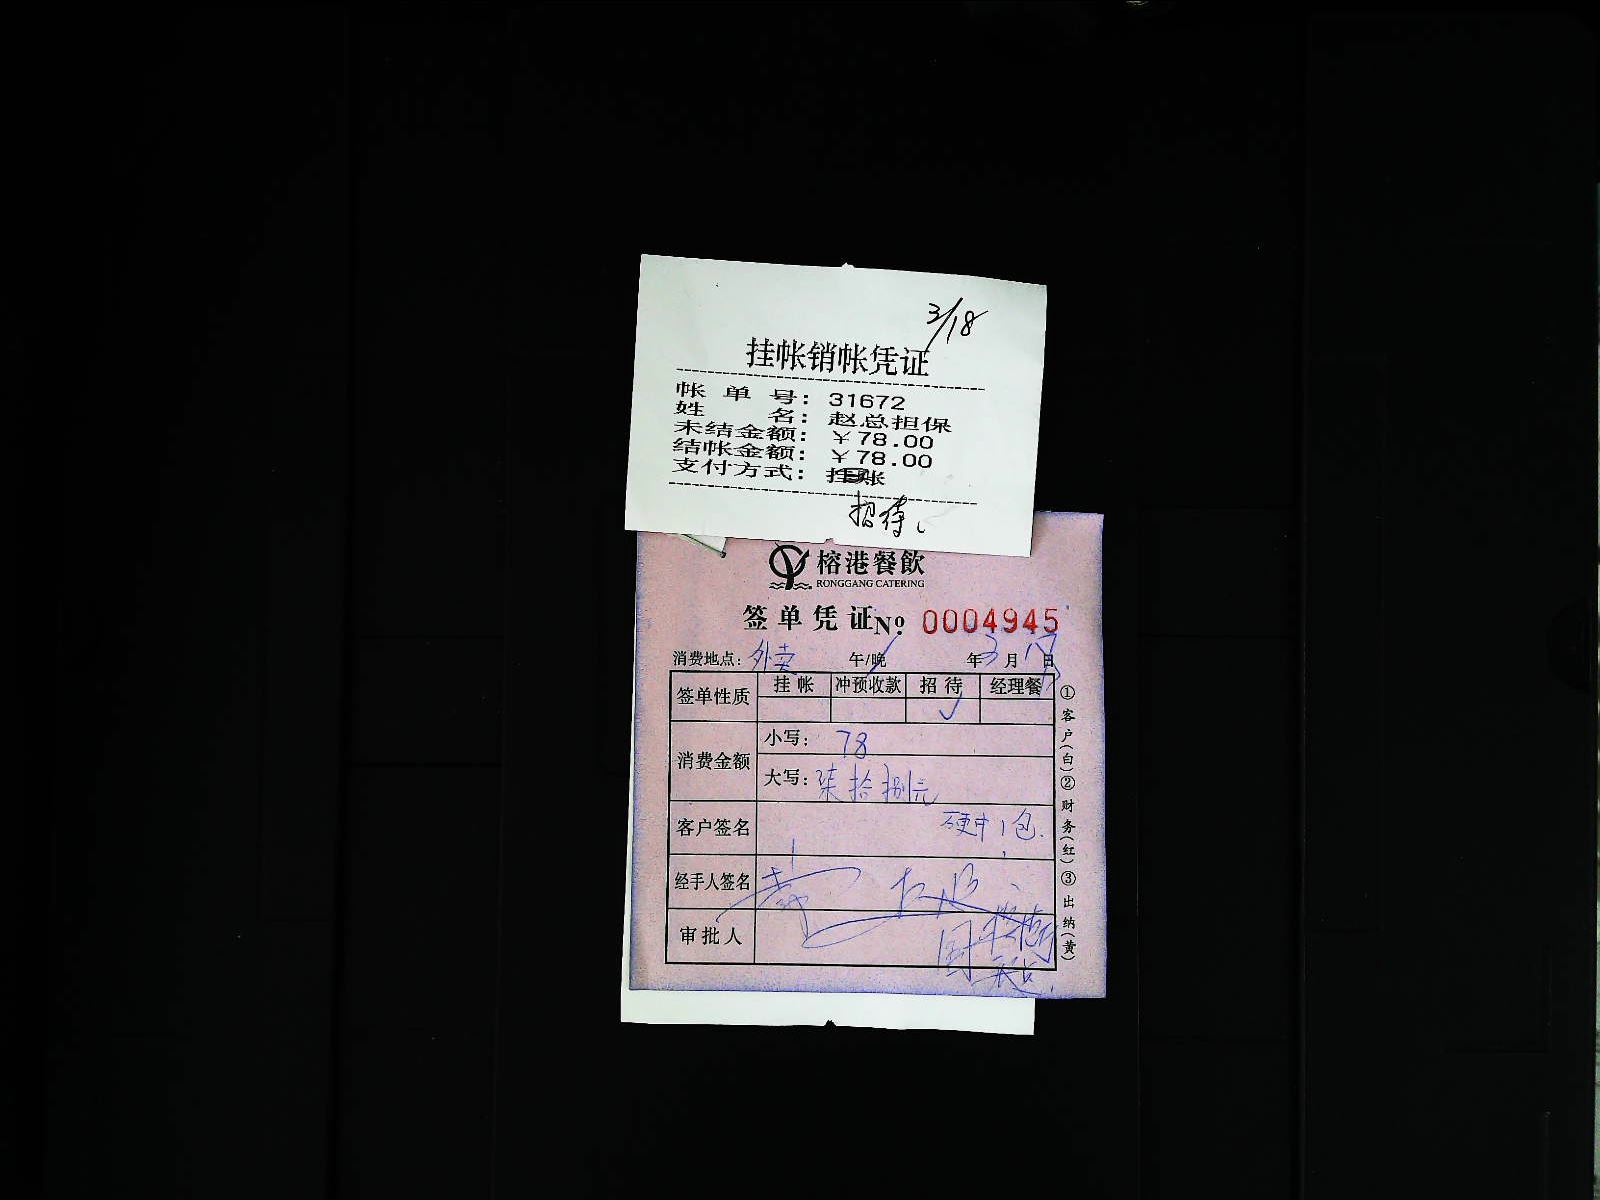 3/18
挂帐销帐凭证
帐单号: 31672
姓名: 赵总担保
未结金额: ￥78.00
结帐金额: ￥78.00
支付方式: 挂账
招待
榕港餐飲
RONGGANG CATERING
签单凭证 No 0004945
消费地点: 外卖 午/晚 年 3月 17日
签单性质 挂帐 冲预收款 招待 经理餐
✓
消费金额 小写: 78
大写: 柒拾捌元
客户签名 硬中1包.
经手人签名
审批人
①客户(白)②财务(红)③出纳(黄)